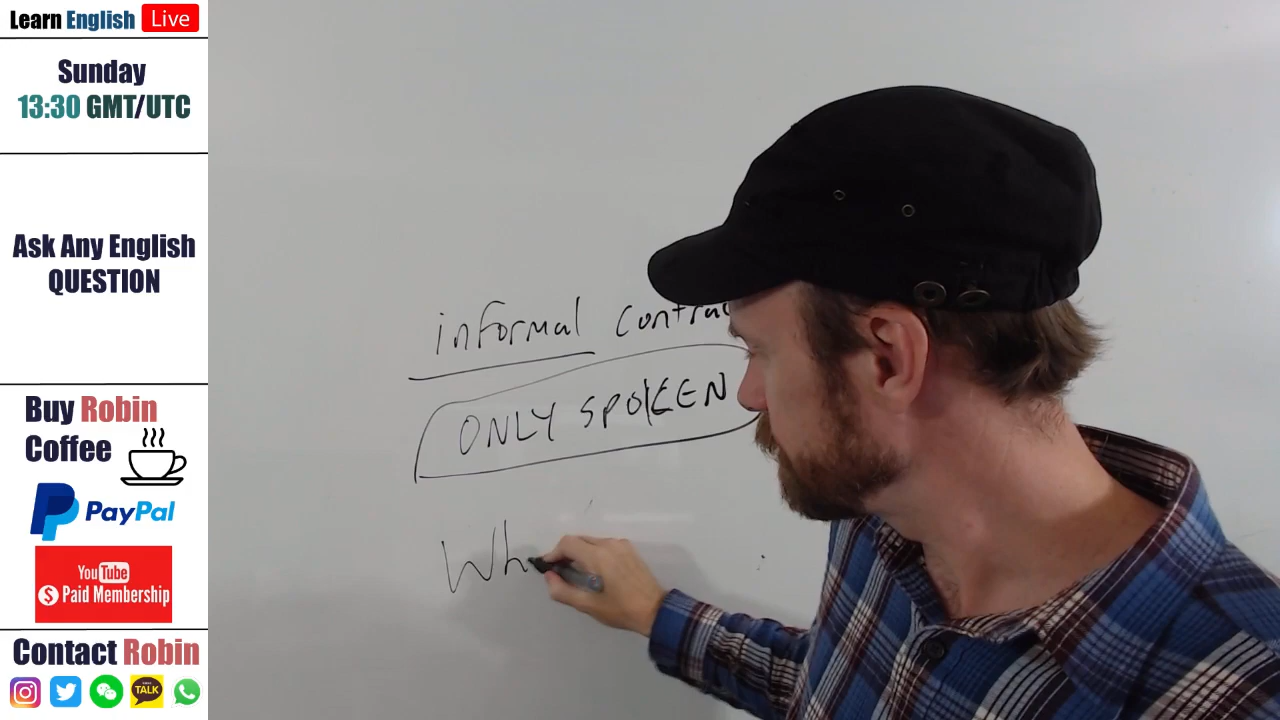 Learn English Live
Sunday
13:30 GMT/UTC
Ask Any English
QUESTION
Buy Robin
Coffee
PayPal
YouTube
$ Paid Membership
Contact Robin
TALK
informal contrac
ONLY SPOKEN
Wh